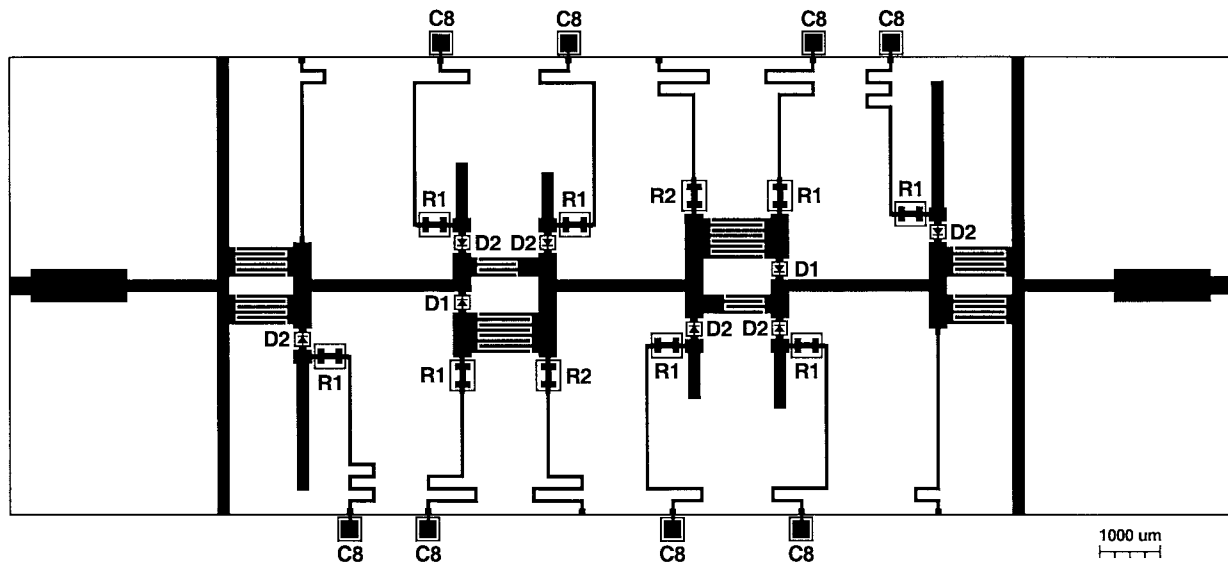 C8 C8 C8 C8
R1 R1 R2 R1 R1
D2 D2 D2
D1
D1
D2 D2 D2
R1 R1 R1
R1 R2
1000 um
C8 C8 C8 C8